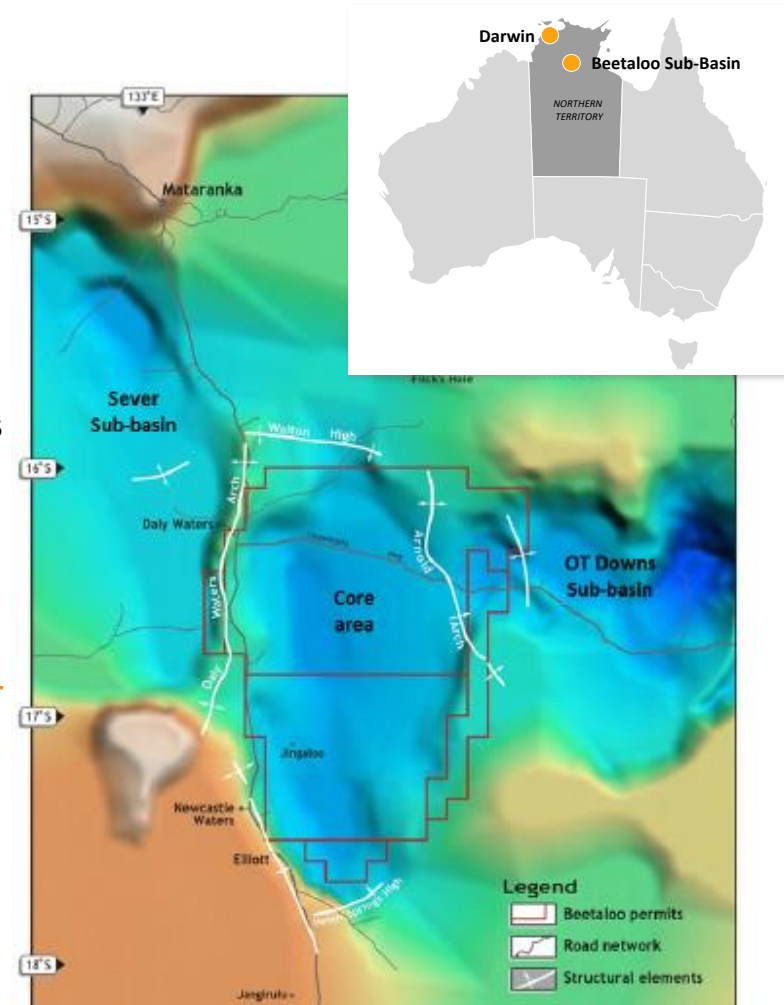 Darwin
Beetaloo Sub-Basin
NORTHERN
TERRITORY
133°E
Mataranka
15°S
Sever
Sub-basin
Walton High
16°S
Arch
Daly Waters
Arnold
OT Downs
Sub-basin
Core
area
Waters
Arch
Daly
17°S
Jingaloo
Newcastle
Waters
Elliott
Springs High
Legend
Beetaloo permits
Road network
Structural elements
18°S